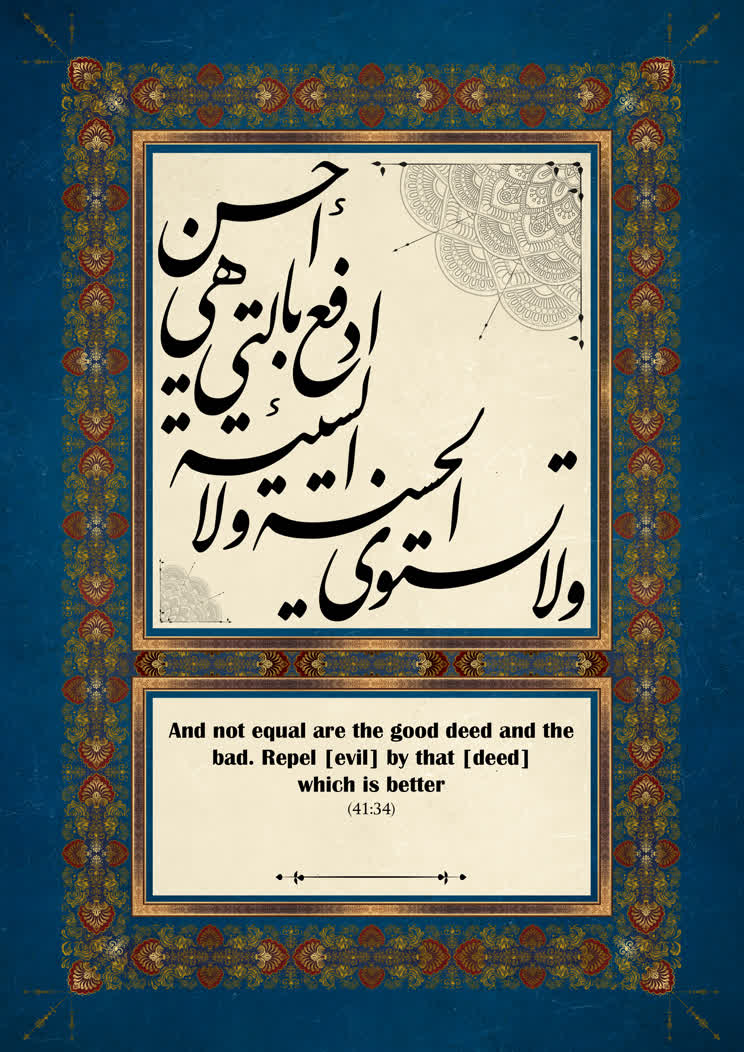 ولا تستوي الحسنة ولا السيئة
ادفع بالتي هي أحسن
And not equal are the good deed and the
bad. Repel [evil] by that [deed]
which is better
(41:34)